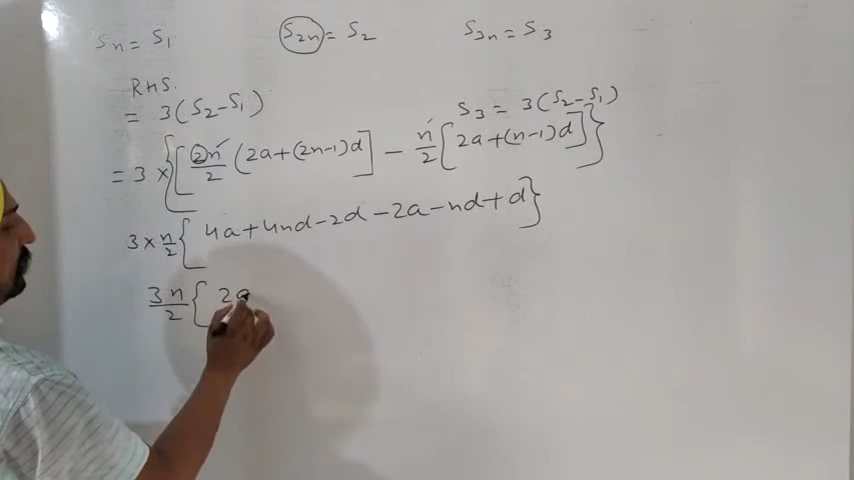 Sn = S1 S2n = S2 S3n = S3
RHS.
= 3(S2-S1) S3 = 3(S2-S1)
= 3 × {[2n/2 (2a+(2n-1)d] - n/2 [2a+(n-1)d]}
3 × n/2 { 4a+4nd-2d-2a-nd+d}
3n/2 { 2a